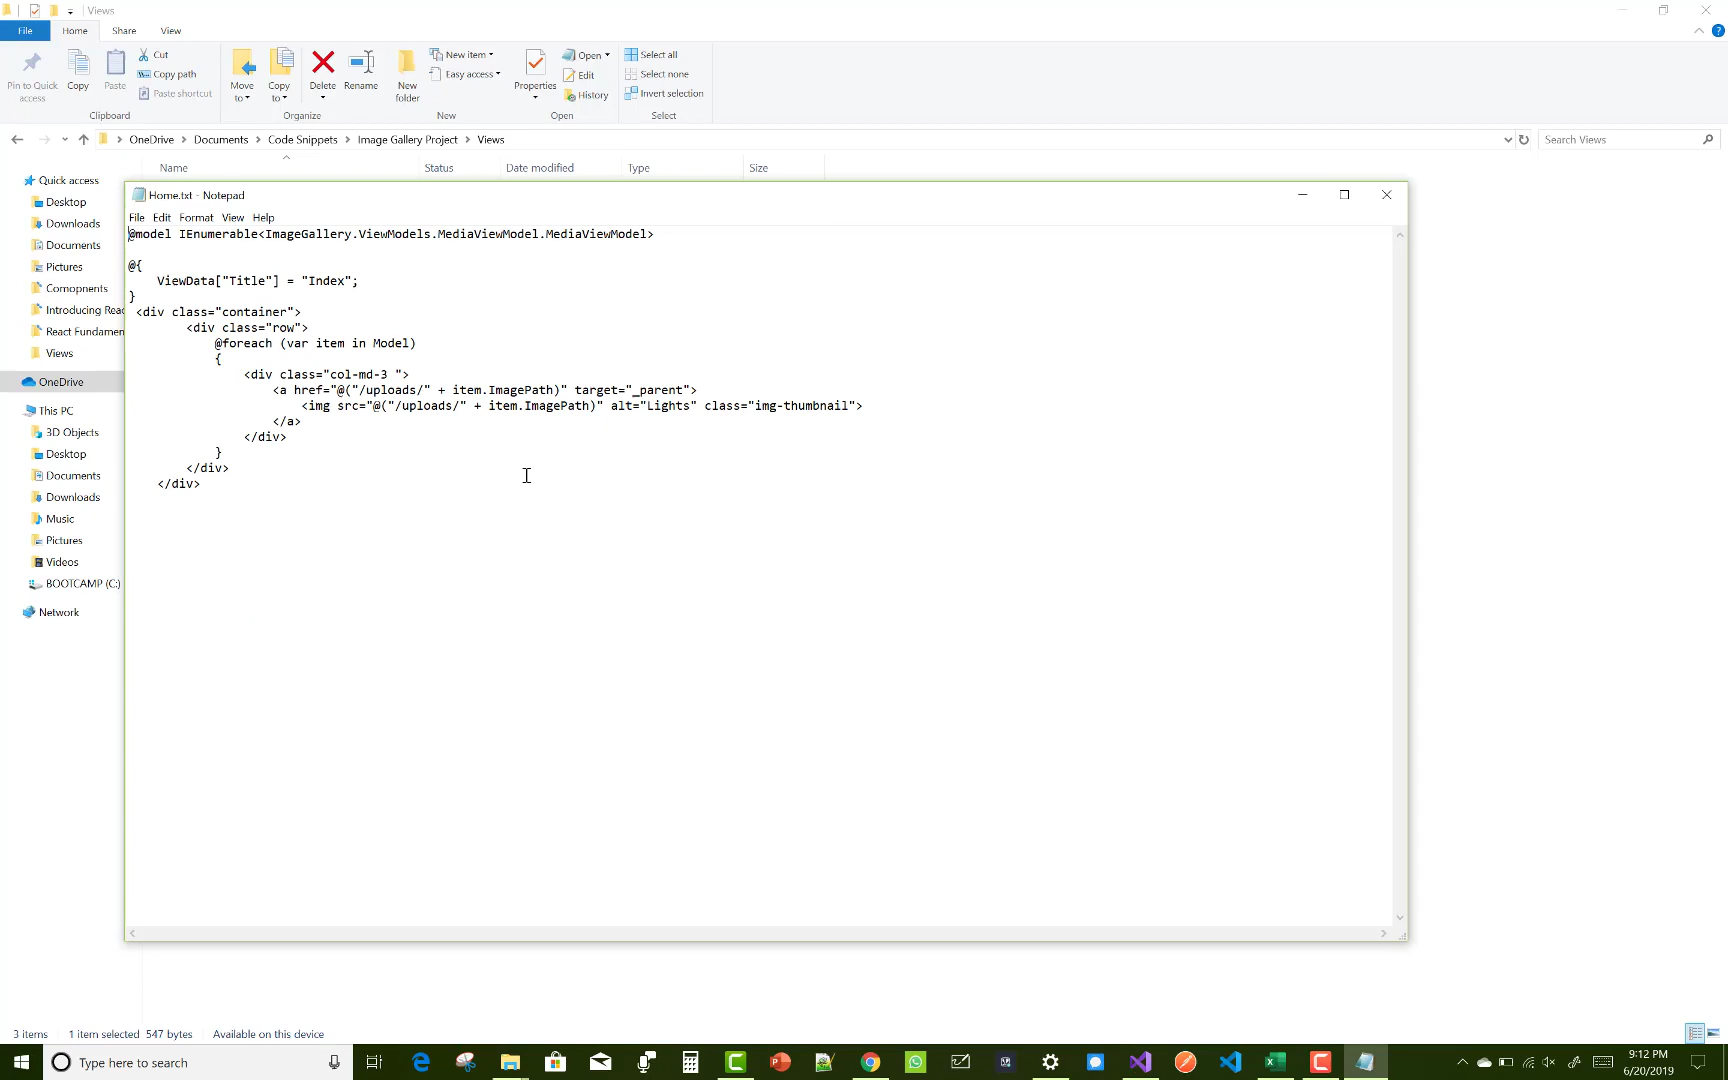 Views
File Home Share View
Pin to Quick access
Copy
Paste
Cut
Copy path
Paste shortcut
Clipboard
Move to
Copy to
Delete
Rename
Organize
New folder
New item
Easy access
New
Properties
Open
Edit
History
Open
Select all
Select none
Invert selection
Select
OneDrive Documents Code Snippets Image Gallery Project Views
Search Views
Name Status Date modified Type Size
Quick access
Desktop
Downloads
Documents
Pictures
Comopnents
Introducing Reac
React Fundamen
Views
OneDrive
This PC
3D Objects
Desktop
Documents
Downloads
Music
Pictures
Videos
BOOTCAMP (C:)
Network
Home.txt - Notepad
File Edit Format View Help
@model IEnumerable<ImageGallery.ViewModels.MediaViewModel.MediaViewModel>
@{
ViewData["Title"] = "Index";
}
<div class="container">
<div class="row">
@foreach (var item in Model)
{
<div class="col-md-3 ">
<a href="@("/uploads/" + item.ImagePath)" target="_parent">
<img src="@("/uploads/" + item.ImagePath)" alt="Lights" class="img-thumbnail">
</a>
</div>
}
</div>
</div>
3 items 1 item selected 547 bytes Available on this device
Type here to search
9:12 PM
6/20/2019